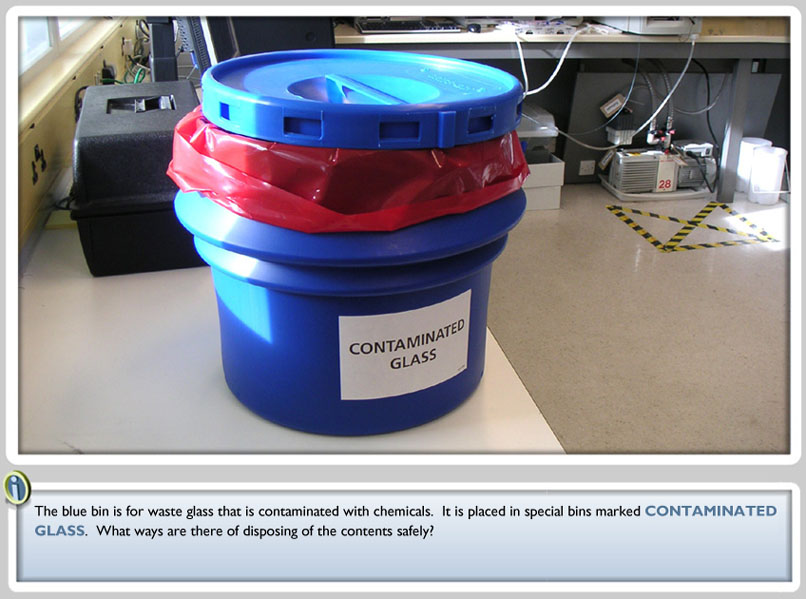 CONTAMINATED
GLASS
28
The blue bin is for waste glass that is contaminated with chemicals. It is placed in special bins marked CONTAMINATED
GLASS. What ways are there of disposing of the contents safely?